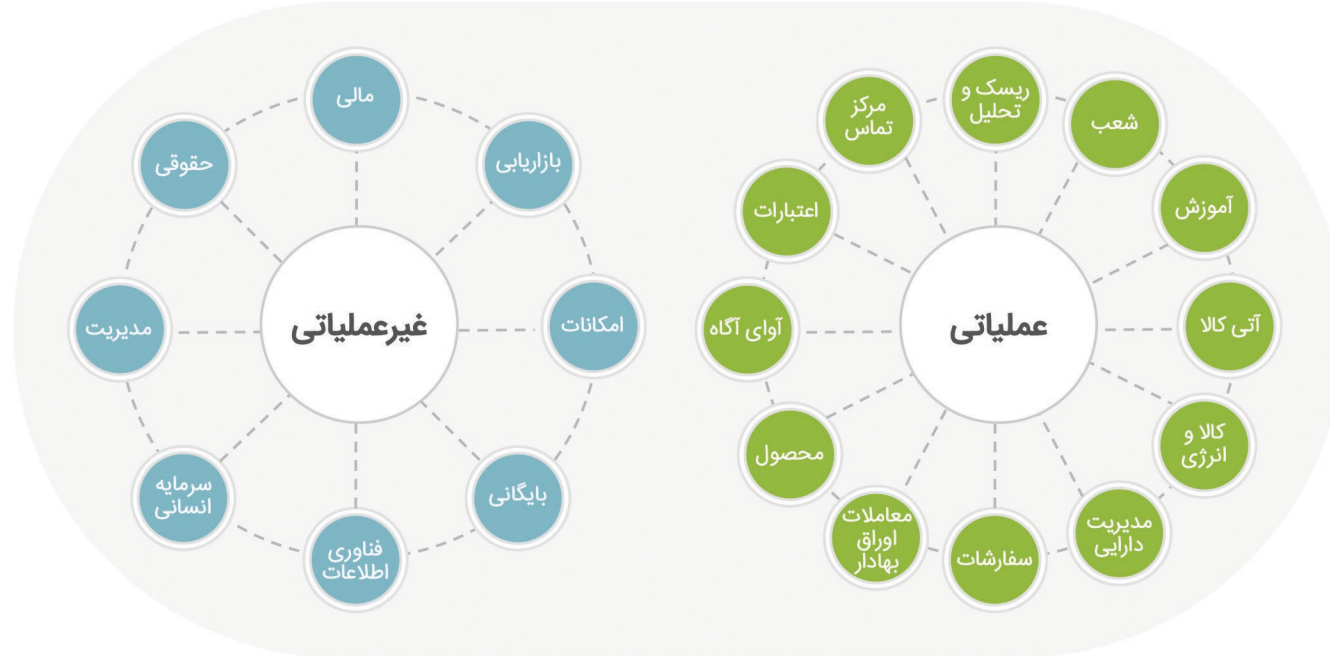 عملیاتی
ریسک و
تحلیل
شعب
آموزش
آتی کالا
کالا و
انرژی
مدیریت
دارایی
سفارشات
معاملات
اوراق
بهادار
محصول
آوای آگاه
اعتبارات
مرکز
تماس
غیرعملیاتی
مالی
بازاریابی
امکانات
بایگانی
فناوری
اطلاعات
سرمایه
انسانی
مدیریت
حقوقی